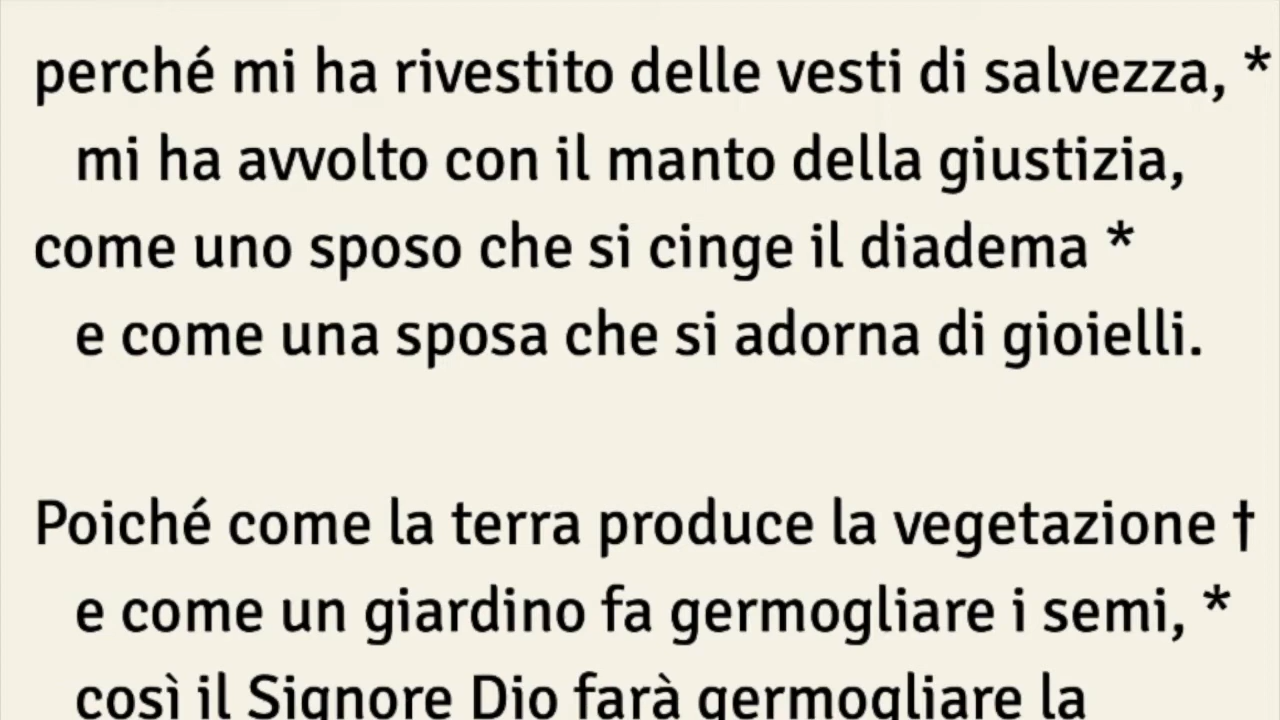 perché mi ha rivestito delle vesti di salvezza, *
mi ha avvolto con il manto della giustizia,
come uno sposo che si cinge il diadema *
e come una sposa che si adorna di gioielli.
Poiché come la terra produce la vegetazione †
e come un giardino fa germogliare i semi, *
così il Signore Dio farà germogliare la